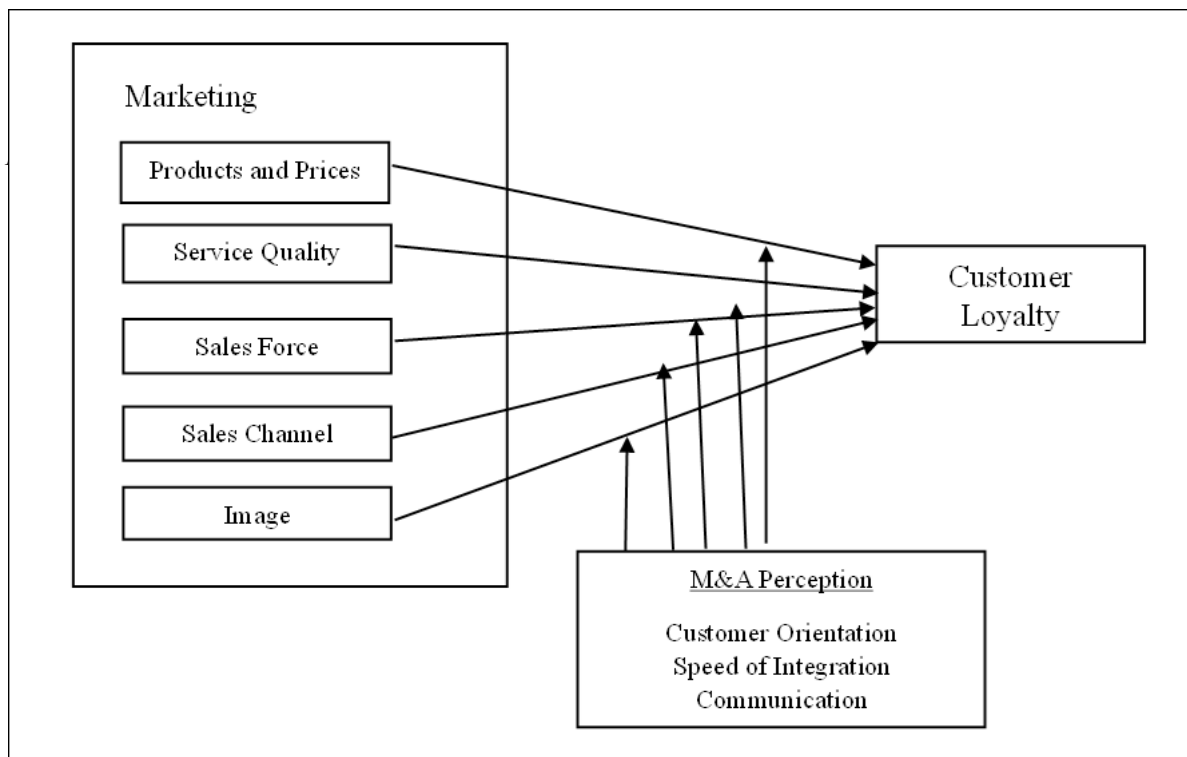 Marketing
Products and Prices
Service Quality
Sales Force
Sales Channel
Image
Customer
Loyalty
M&A Perception
Customer Orientation
Speed of Integration
Communication